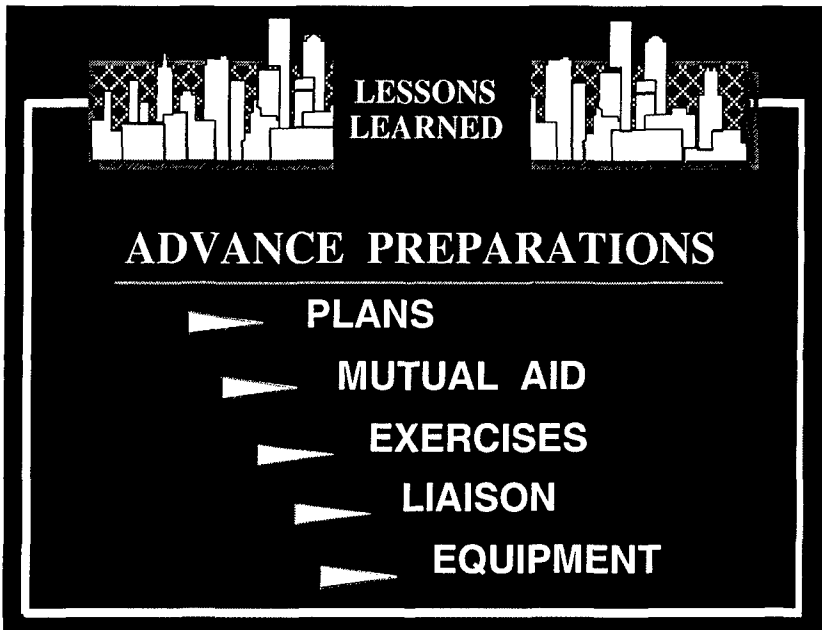 LESSONS
LEARNED
ADVANCE PREPARATIONS
PLANS
MUTUAL AID
EXERCISES
LIAISON
EQUIPMENT